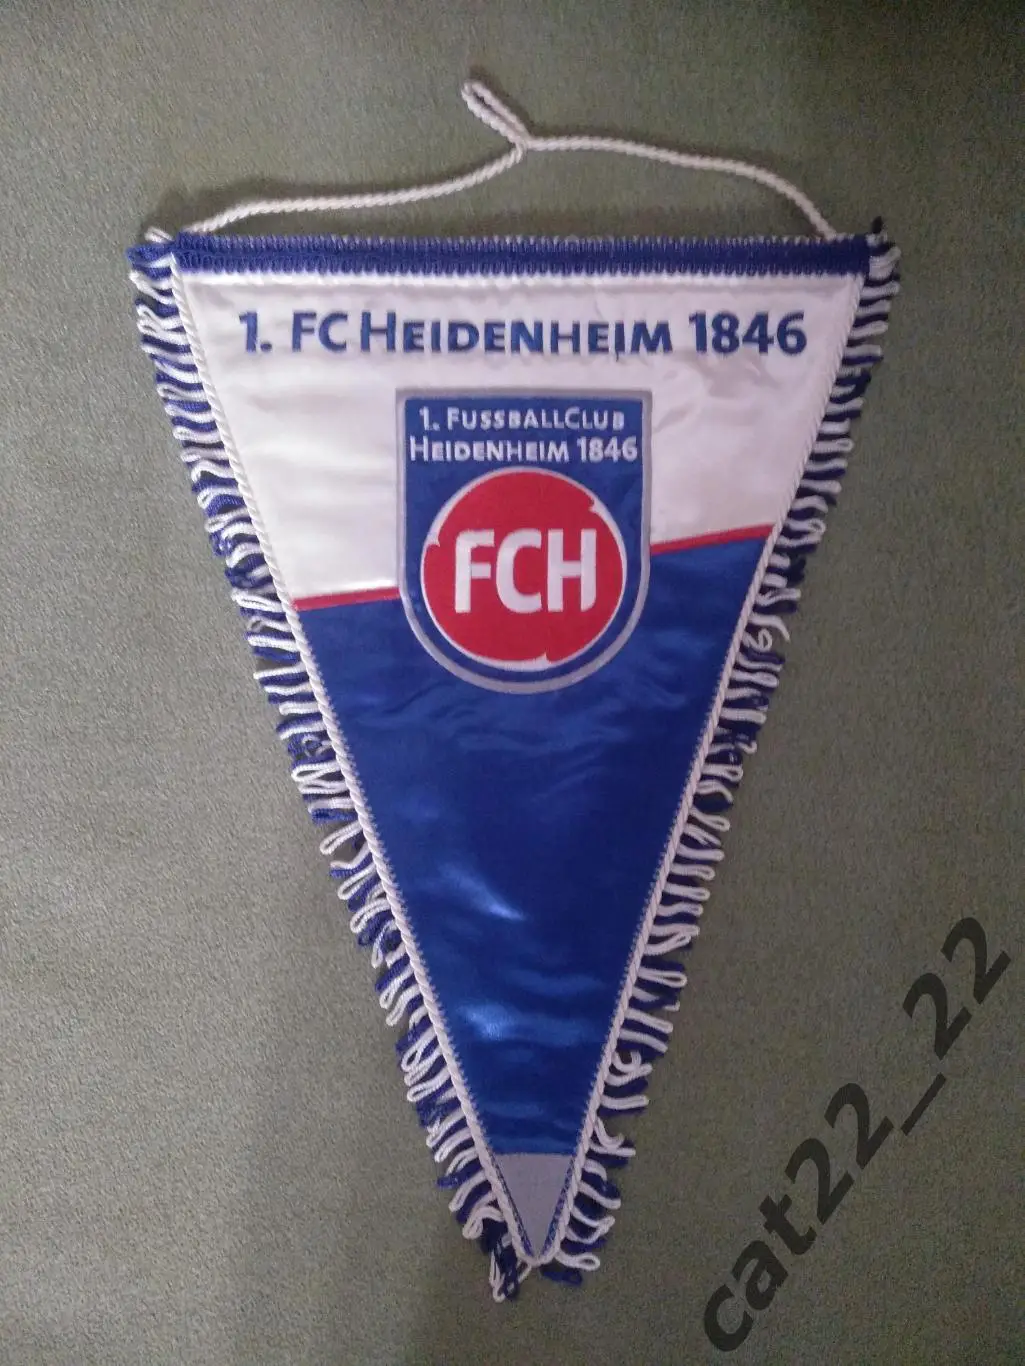 1. FC HEIDENHEIM 1846
1. FUSSBALLCLUB
HEIDENHEIM 1846
FCH
cat22_22